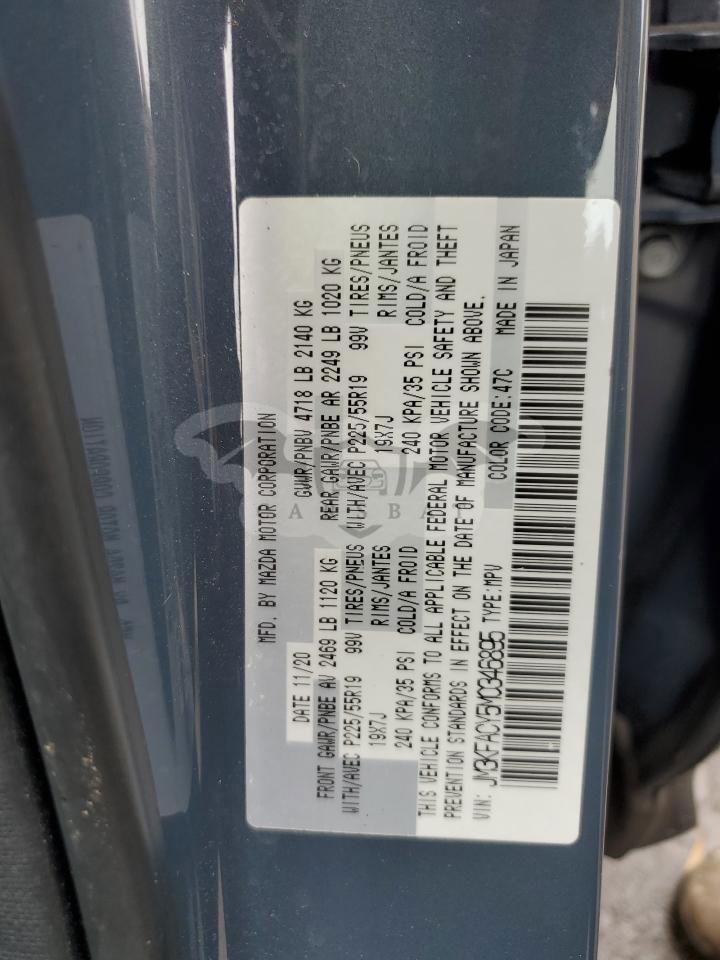 MFD. BY MAZDA MOTOR CORPORATION
DATE 11/20 GVWR/PNBV 4718 LB 2140 KG
FRONT GAWR/PNBE AV 2469 LB 1120 KG REAR GAWR/PNBE AR 2249 LB 1020 KG
WITH/AVEC P225/55R19 99V TIRES/PNEUS WITH/AVEC P225/55R19 99V TIRES/PNEUS
19X7J RIMS/JANTES 19X7J RIMS/JANTES
240 KPA/35 PSI COLD/A FROID 240 KPA/35 PSI COLD/A FROID
THIS VEHICLE CONFORMS TO ALL APPLICABLE FEDERAL MOTOR VEHICLE SAFETY AND THEFT
PREVENTION STANDARDS IN EFFECT ON THE DATE OF MANUFACTURE SHOWN ABOVE.
VIN: JM3KFACY5M0346895 TYPE:MPV COLOR CODE:47C MADE IN JAPAN